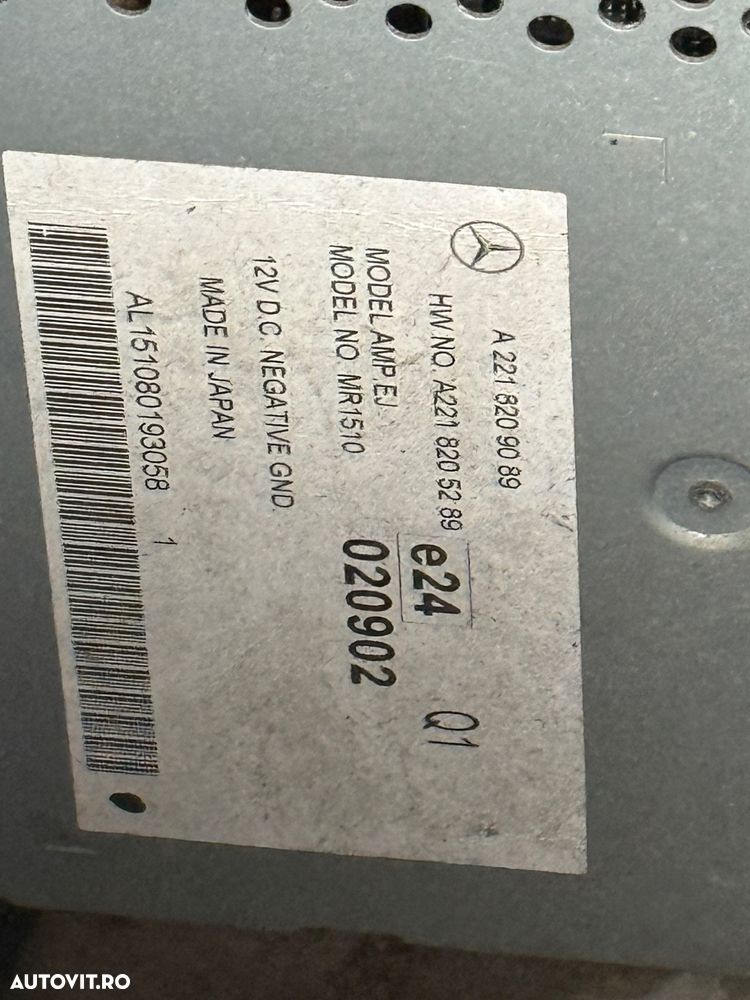 A 221 820 90 89
HW.NO. A221 820 52 89
MODEL AMP.EJ
MODEL NO. MR1510
e24
020902
Q1
12V D.C. NEGATIVE GND.
MADE IN JAPAN
AL151080193058 1
AUTOVIT.RO